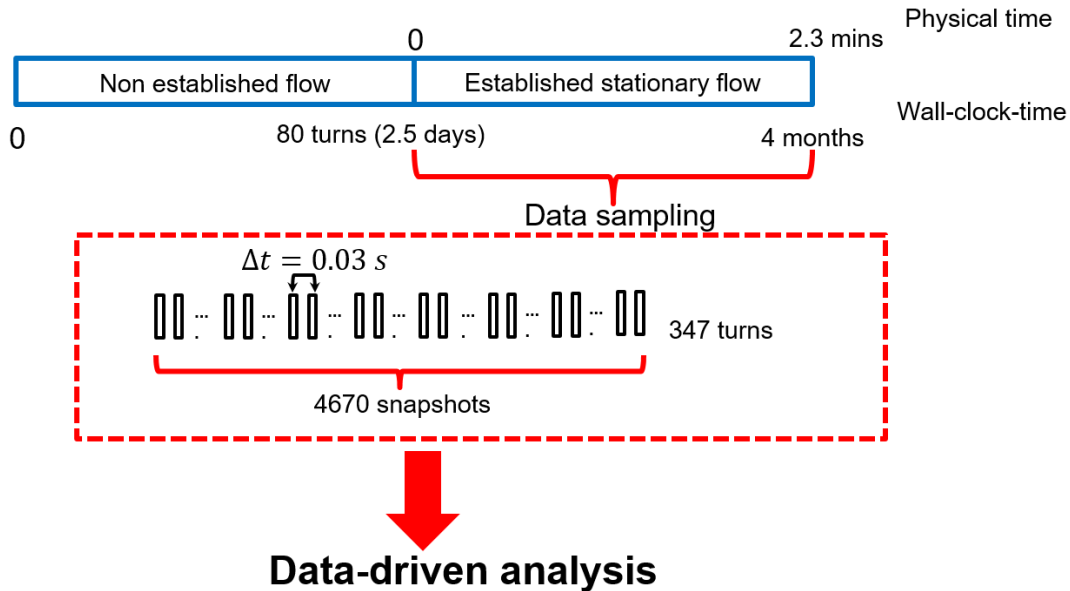 Physical time
0
2.3 mins
Non established flow
Established stationary flow
Wall-clock-time
0
80 turns (2.5 days)
4 months
Data sampling
Δt = 0.03 s
... . ... . ... . ... . ... . ... . ... .
347 turns
4670 snapshots
Data-driven analysis